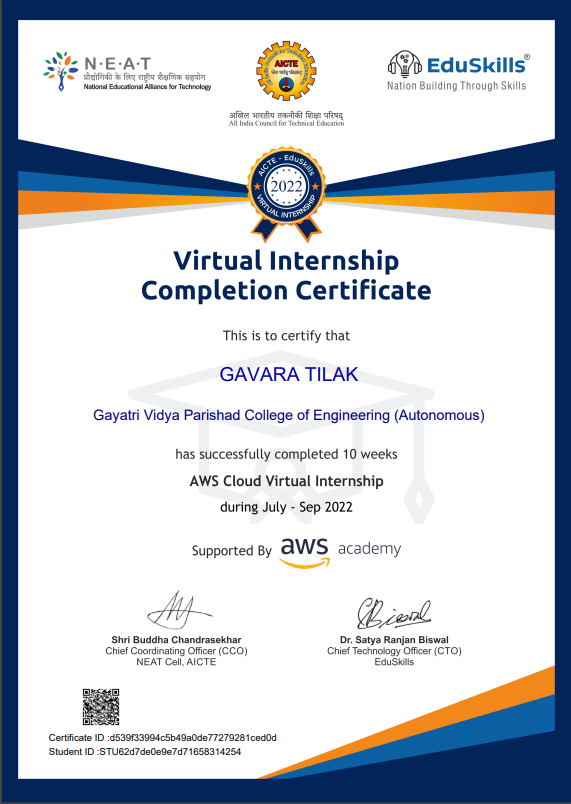 N·E·A·T
प्रौद्योगिकी के लिए राष्ट्रीय शैक्षणिक सहयोग
National Educational Alliance for Technology
AICTE
अखिल भारतीय तकनीकी शिक्षा परिषद्
All India Council for Technical Education
EduSkills®
Nation Building Through Skills
AICTE - EduSkills
2022
VIRTUAL INTERNSHIP
Virtual Internship
Completion Certificate
This is to certify that
GAVARA TILAK
Gayatri Vidya Parishad College of Engineering (Autonomous)
has successfully completed 10 weeks
AWS Cloud Virtual Internship
during July - Sep 2022
Supported By aws academy
Shri Buddha Chandrasekhar
Chief Coordinating Officer (CCO)
NEAT Cell, AICTE
Dr. Satya Ranjan Biswal
Chief Technology Officer (CTO)
EduSkills
Certificate ID :d539f33994c5b49a0de77279281ced0d
Student ID :STU62d7de0e9e7d71658314254